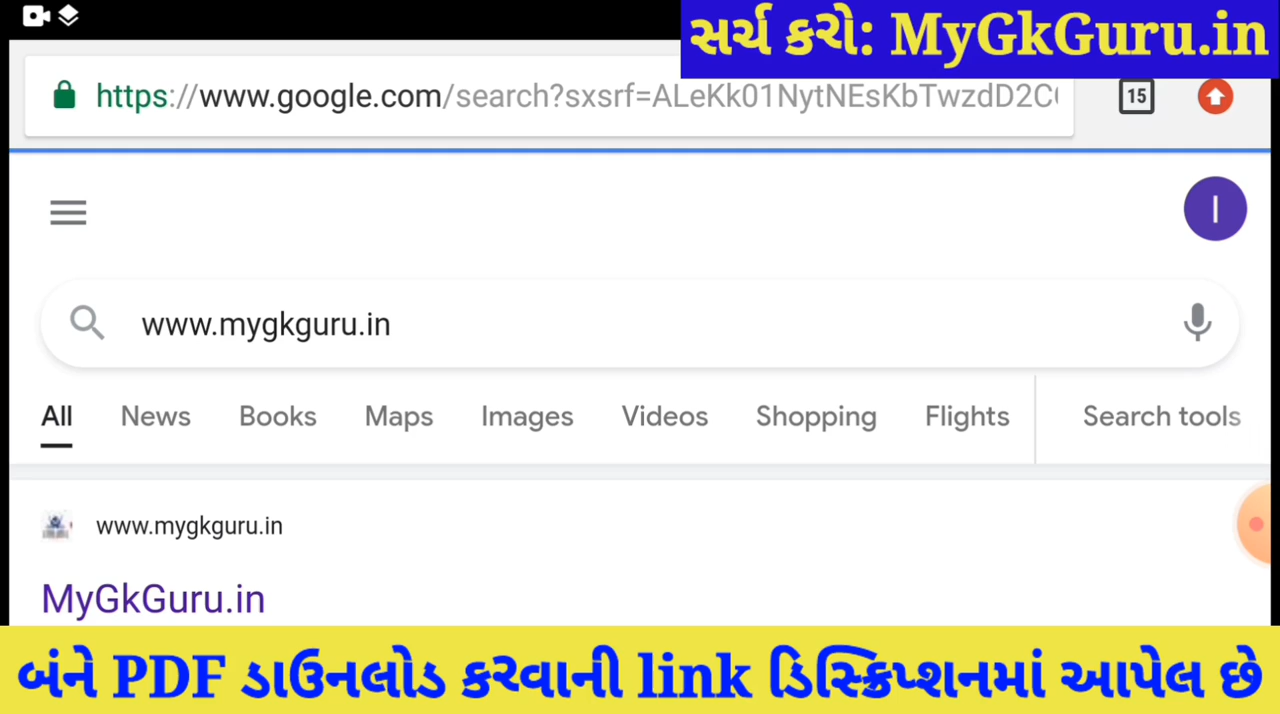 સર્ચ કરો: MyGkGuru.in
https://www.google.com/search?sxsrf=ALeKk01NytNEsKbTwzdD2C
15
I
www.mygkguru.in
All News Books Maps Images Videos Shopping Flights Search tools
www.mygkguru.in
MyGkGuru.in
બંને PDF ડાઉનલોડ કરવાની link ડિસ્ક્રિપ્શનમાં આપેલ છે